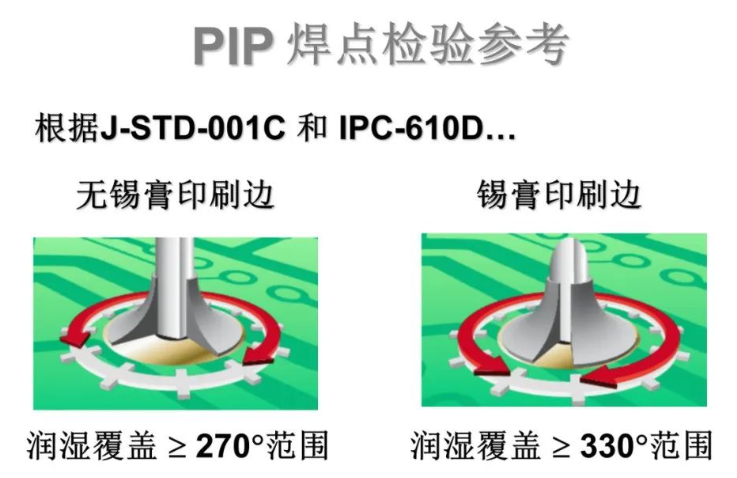 PIP 焊点检验参考
根据J-STD-001C 和 IPC-610D…
无锡膏印刷边
锡膏印刷边
润湿覆盖 ≥ 270°范围
润湿覆盖 ≥ 330°范围